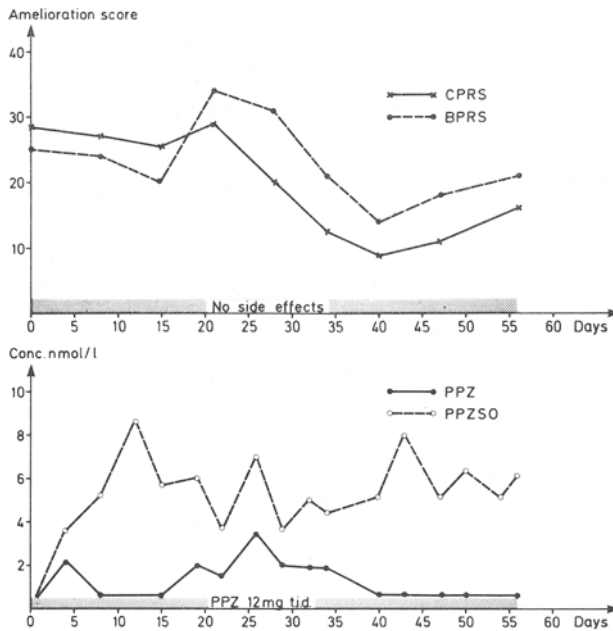 Amelioration score
40
CPRS
BPRS
30
20
10
No side effects
0 5 10 15 20 25 30 35 40 45 50 55 60 Days
Conc. nmol/l
10
PPZ
PPZSO
8
6
4
2
PPZ 12mg t.i.d.
0 5 10 15 20 25 30 35 40 45 50 55 60 Days